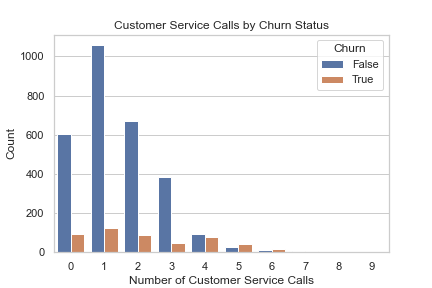 Customer Service Calls by Churn Status
Churn
False
True
1000
800
600
400
200
0
Count
0 1 2 3 4 5 6 7 8 9
Number of Customer Service Calls